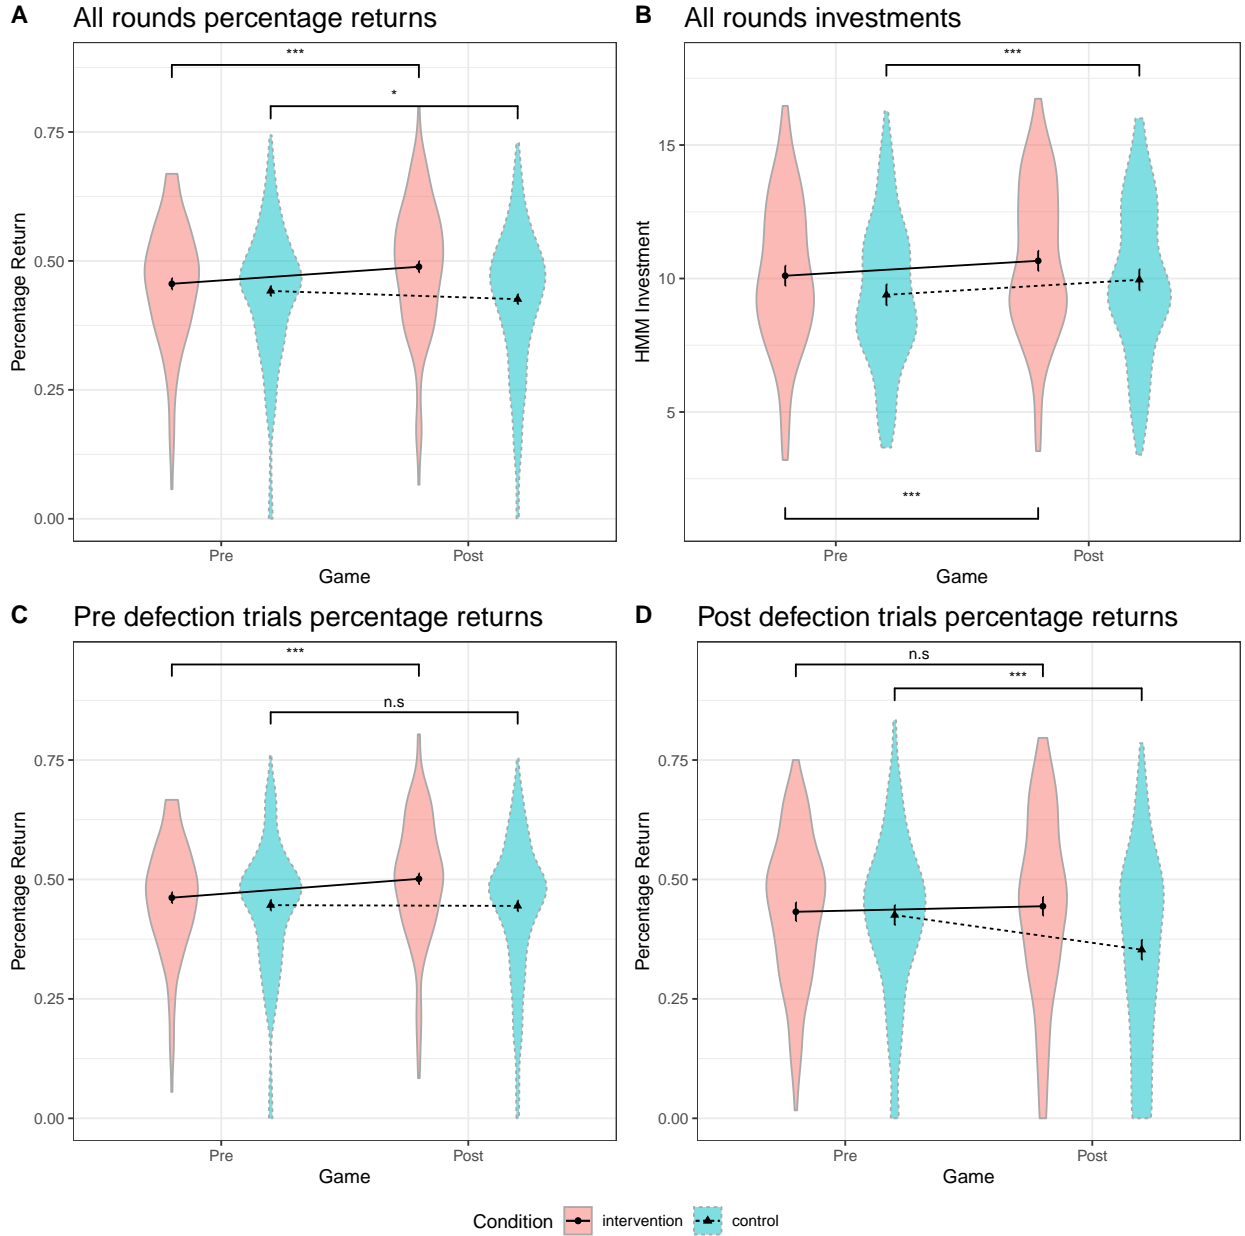 A All rounds percentage returns
***
*
0.75
0.50
0.25
0.00
Percentage Return
Pre Post
Game
B All rounds investments
***
15
10
5
HMM Investment
***
Pre Post
Game
C Pre defection trials percentage returns
***
n.s
0.75
0.50
0.25
0.00
Percentage Return
Pre Post
Game
D Post defection trials percentage returns
n.s
***
0.75
0.50
0.25
0.00
Percentage Return
Pre Post
Game
Condition intervention control